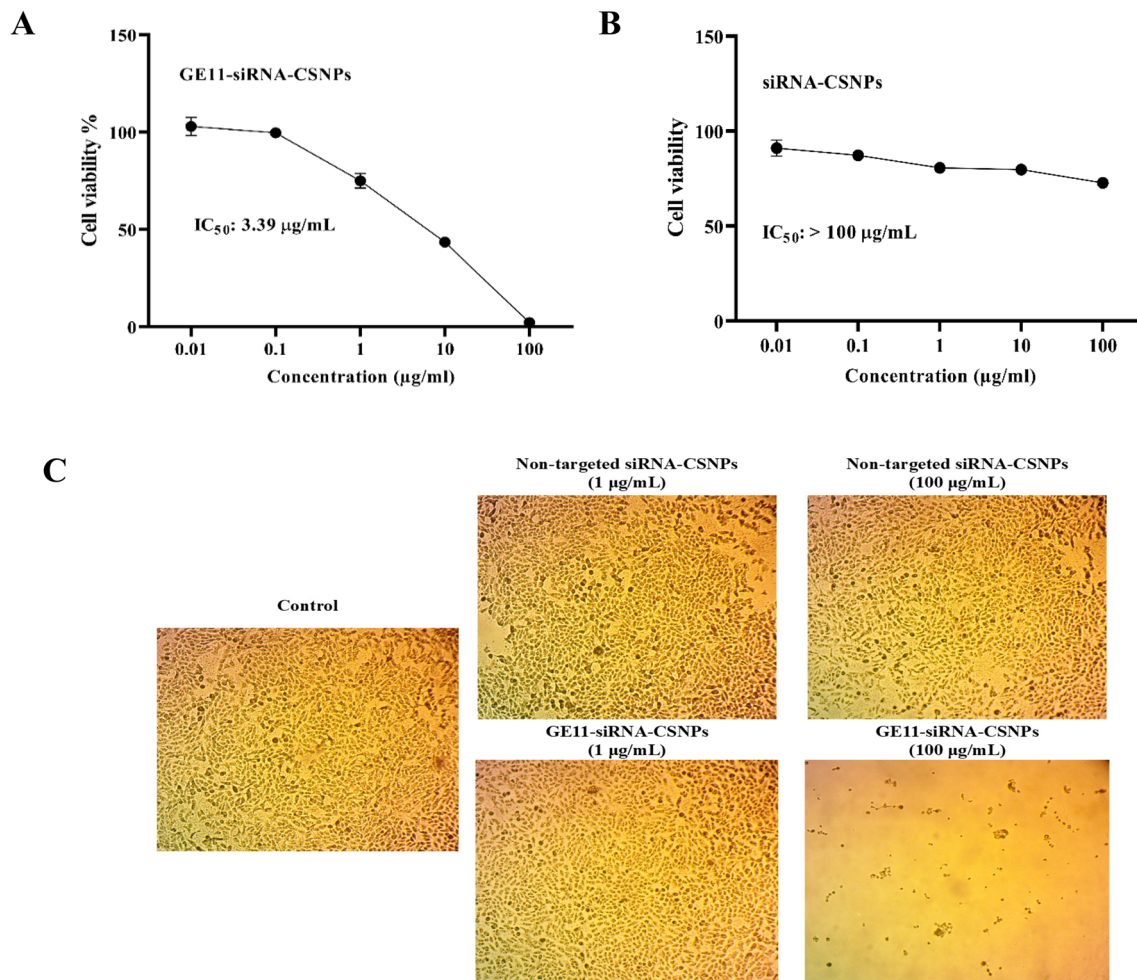 A
150
GE11-siRNA-CSNPs
100
Cell viability %
IC50: 3.39 µg/mL
50
0
0.01 0.1 1 10 100
Concentration (µg/ml)
B
150
siRNA-CSNPs
100
Cell viability
50
IC50: > 100 µg/mL
0
0.01 0.1 1 10 100
Concentration (µg/ml)
C
Control
Non-targeted siRNA-CSNPs
(1 µg/mL)
Non-targeted siRNA-CSNPs
(100 µg/mL)
GE11-siRNA-CSNPs
(1 µg/mL)
GE11-siRNA-CSNPs
(100 µg/mL)